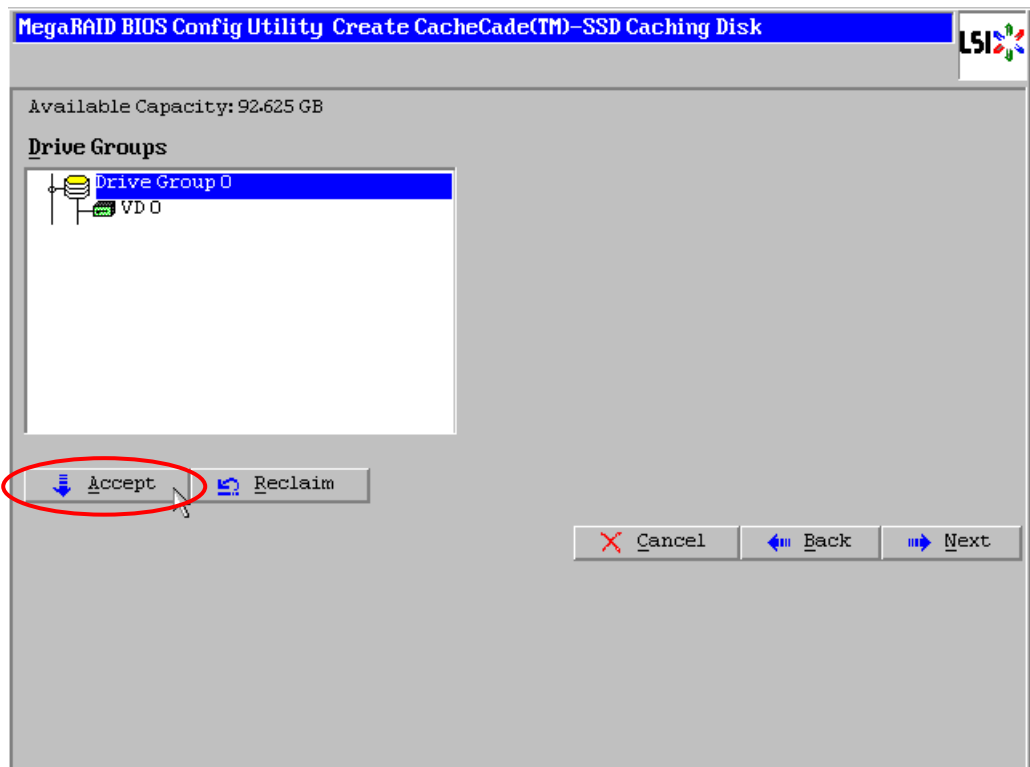 MegaRAID BIOS Config Utility Create CacheCade(TM)-SSD Caching Disk
LSI
Available Capacity: 92.625 GB
Drive Groups
Drive Group 0
VD 0
Accept Reclaim
Cancel Back Next